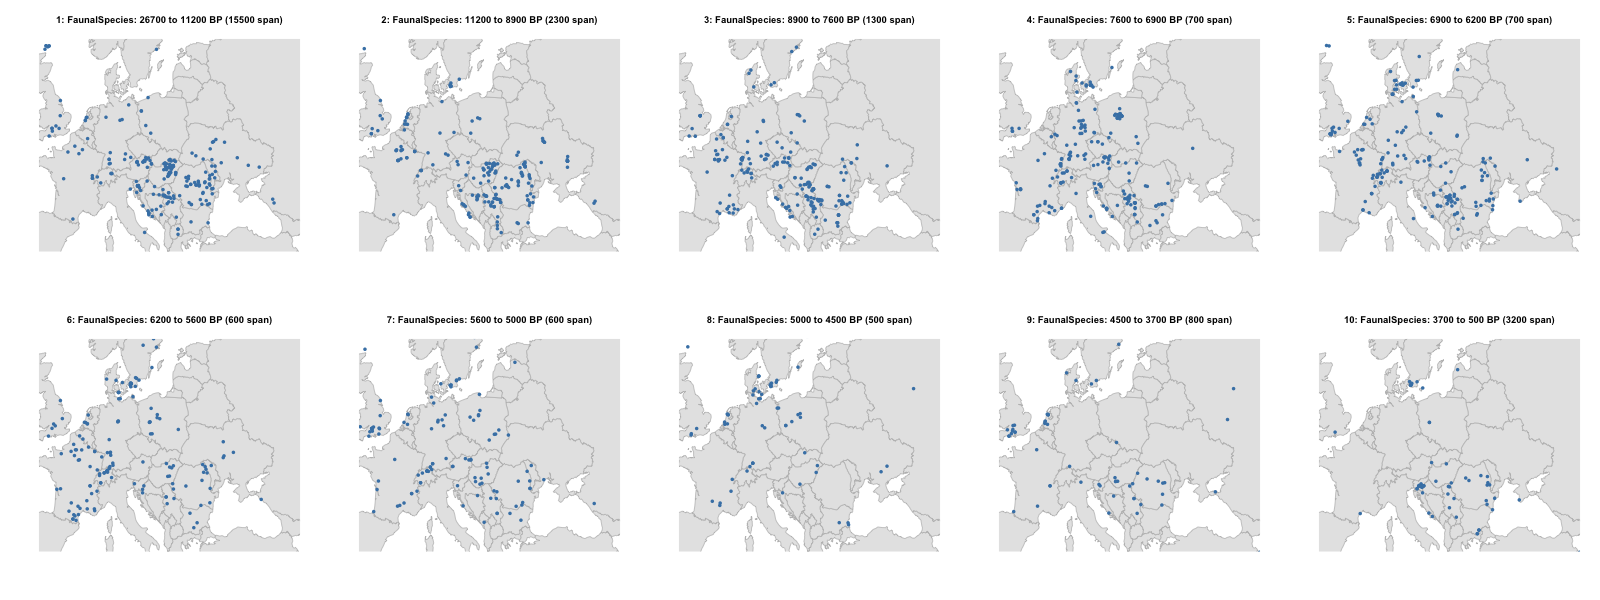 1: FaunalSpecies: 26700 to 11200 BP (15500 span)
2: FaunalSpecies: 11200 to 8900 BP (2300 span)
3: FaunalSpecies: 8900 to 7600 BP (1300 span)
4: FaunalSpecies: 7600 to 6900 BP (700 span)
5: FaunalSpecies: 6900 to 6200 BP (700 span)
6: FaunalSpecies: 6200 to 5600 BP (600 span)
7: FaunalSpecies: 5600 to 5000 BP (600 span)
8: FaunalSpecies: 5000 to 4500 BP (500 span)
9: FaunalSpecies: 4500 to 3700 BP (800 span)
10: FaunalSpecies: 3700 to 500 BP (3200 span)